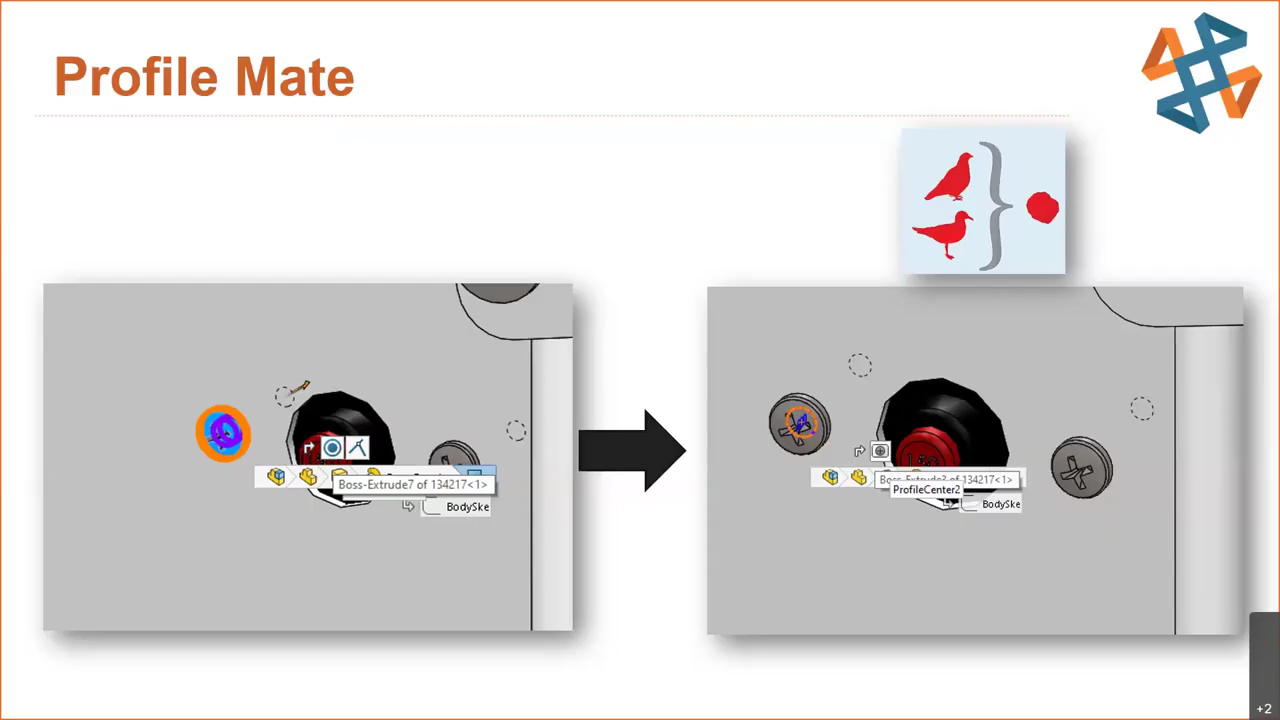 Profile Mate
Boss-Extrude7 of 134217<1>
BodySke
ProfileCenter2
BodySke
+2